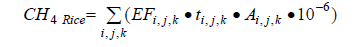 CH4 Rice= ∑(EFi,j,k • ti,j,k • Ai,j,k •10−6)
i,j,k